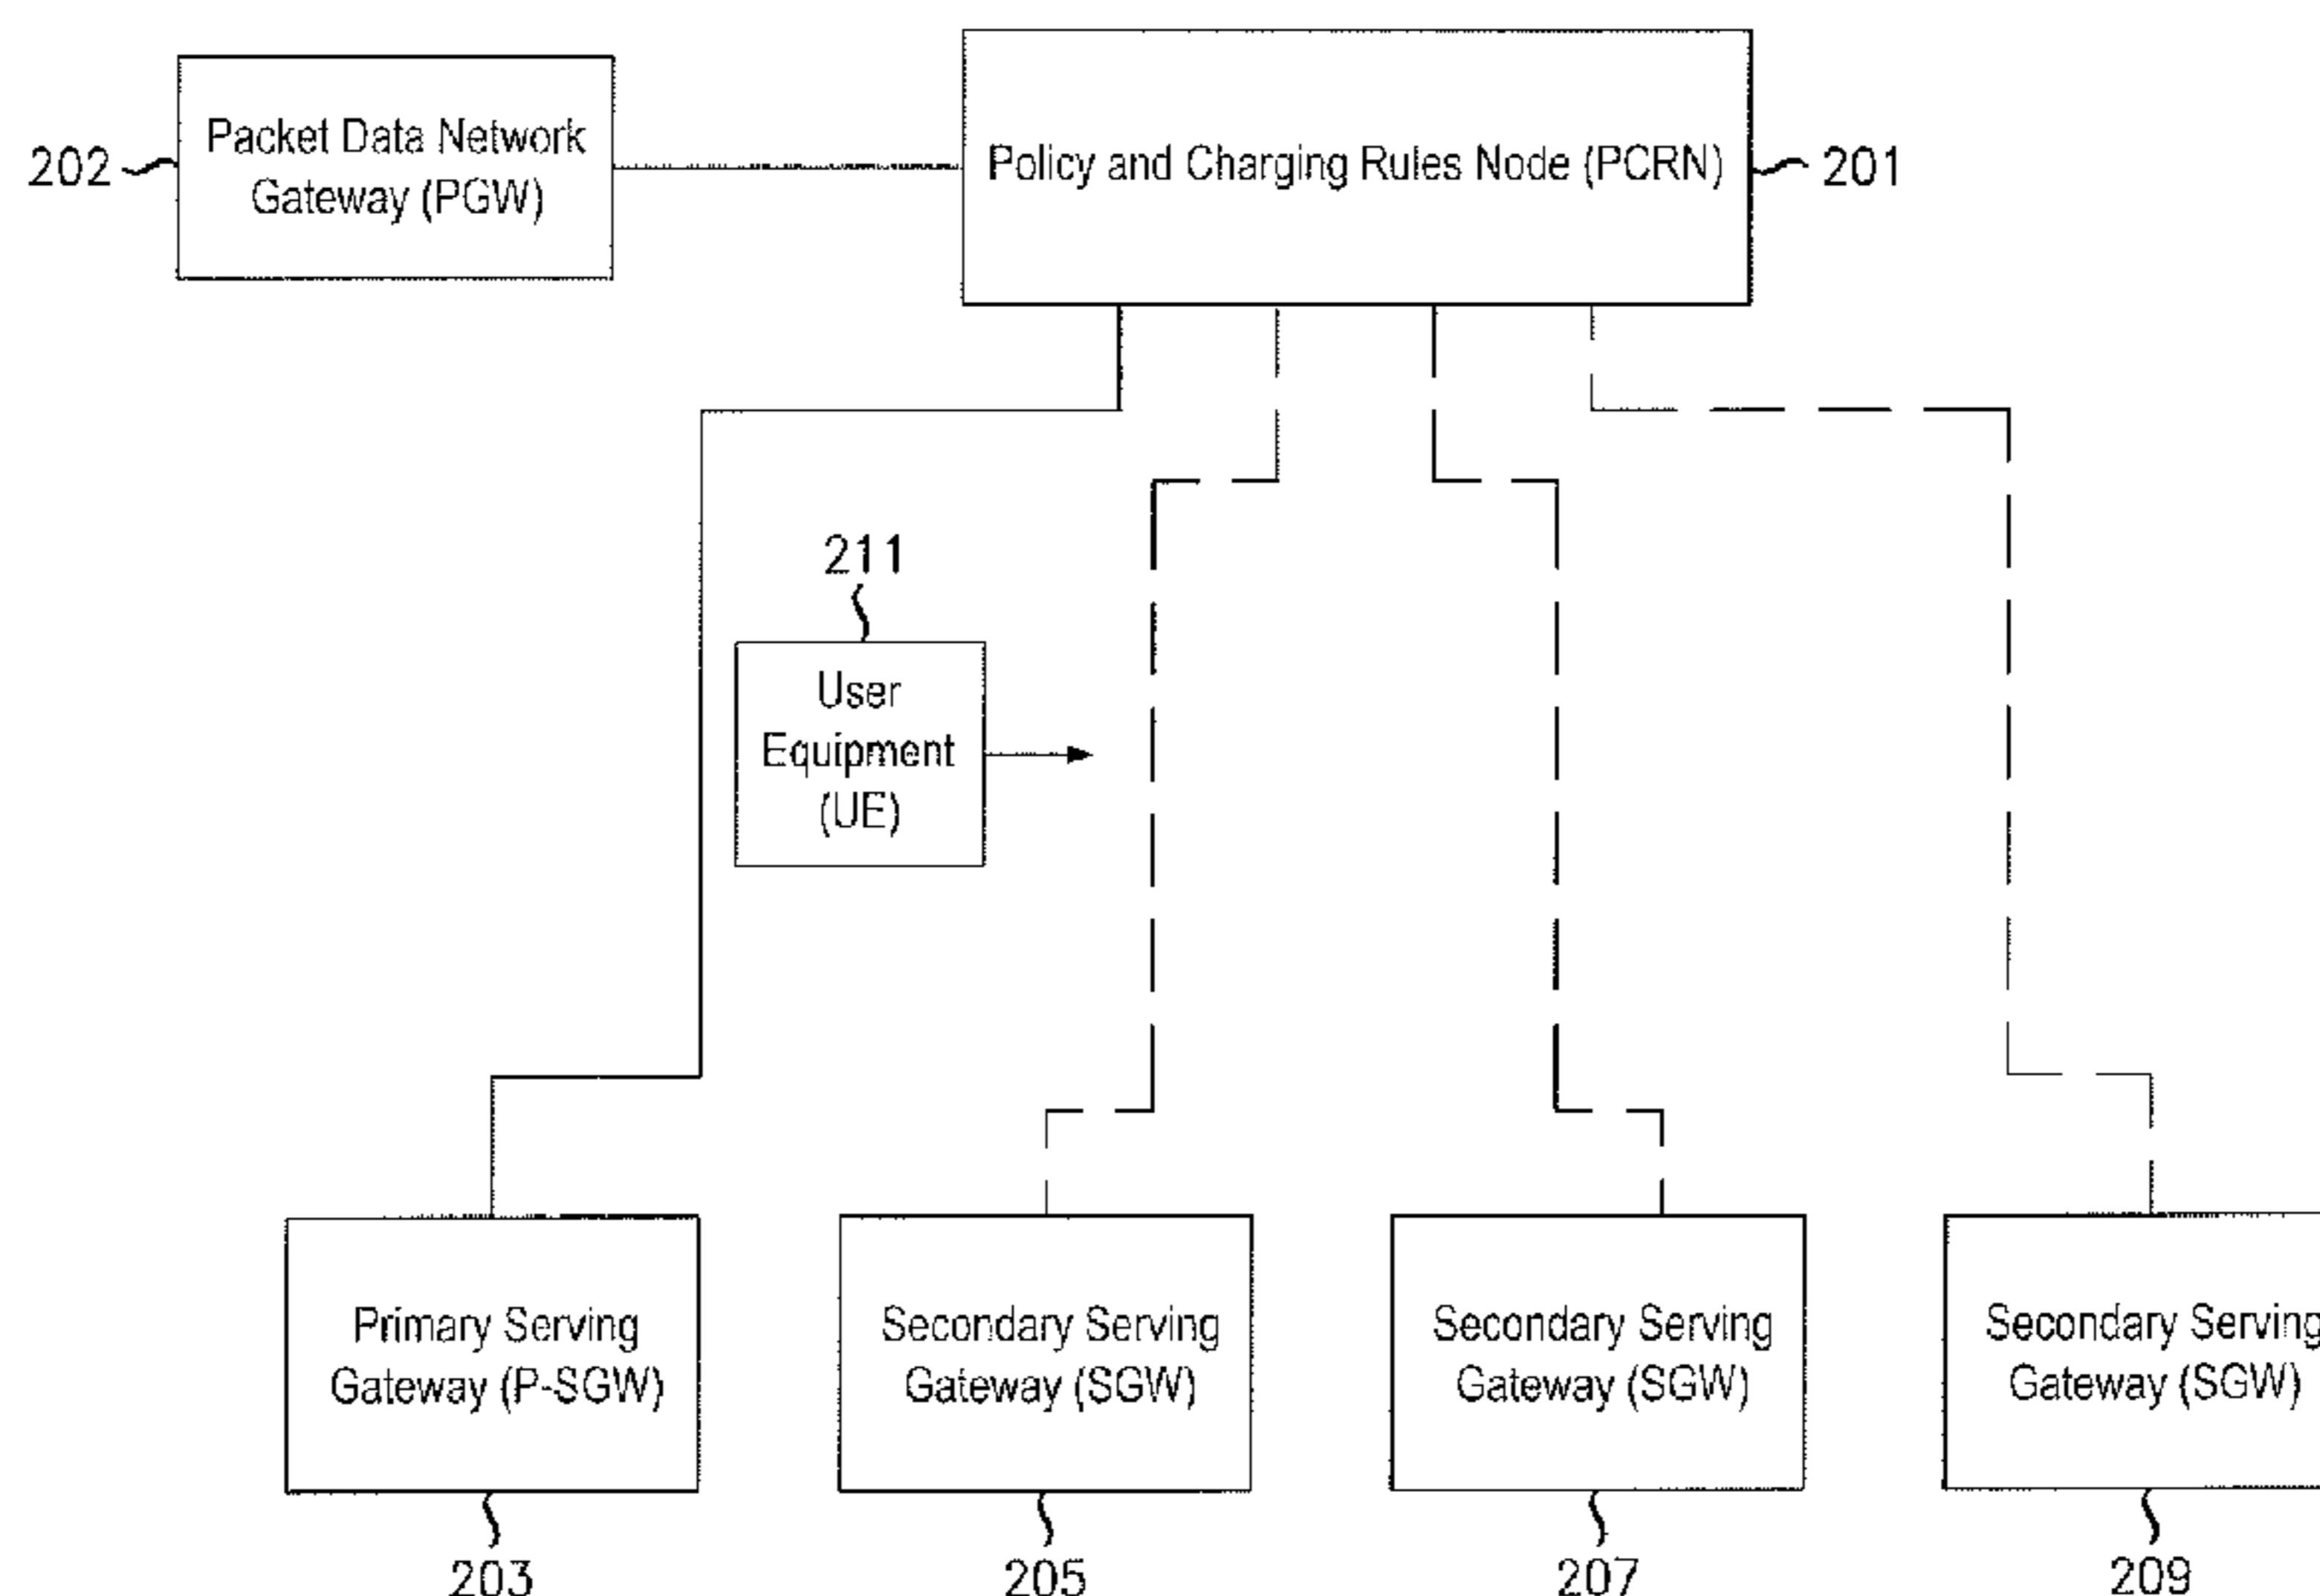 Packet Data Network
Gateway (PGW)
202
Policy and Charging Rules Node (PCRN)
201
211
User
Equipment
(UE)
Primary Serving
Gateway (P-SGW)
Secondary Serving
Gateway (SGW)
Secondary Serving
Gateway (SGW)
Secondary Serving
Gateway (SGW)
203
205
207
209